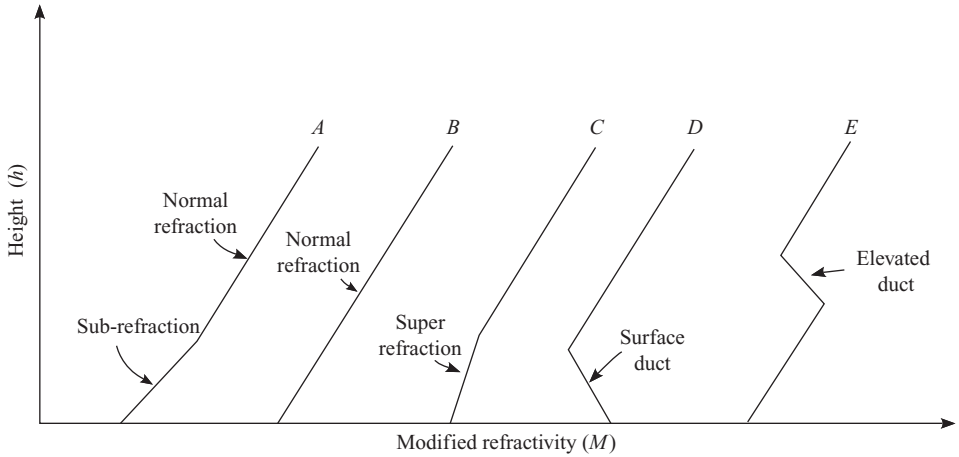 A
B
C
D
E
Normal
refraction
Normal
refraction
Elevated
duct
Sub-refraction
Super
refraction
Surface
duct
Height (h)
Modified refractivity (M)